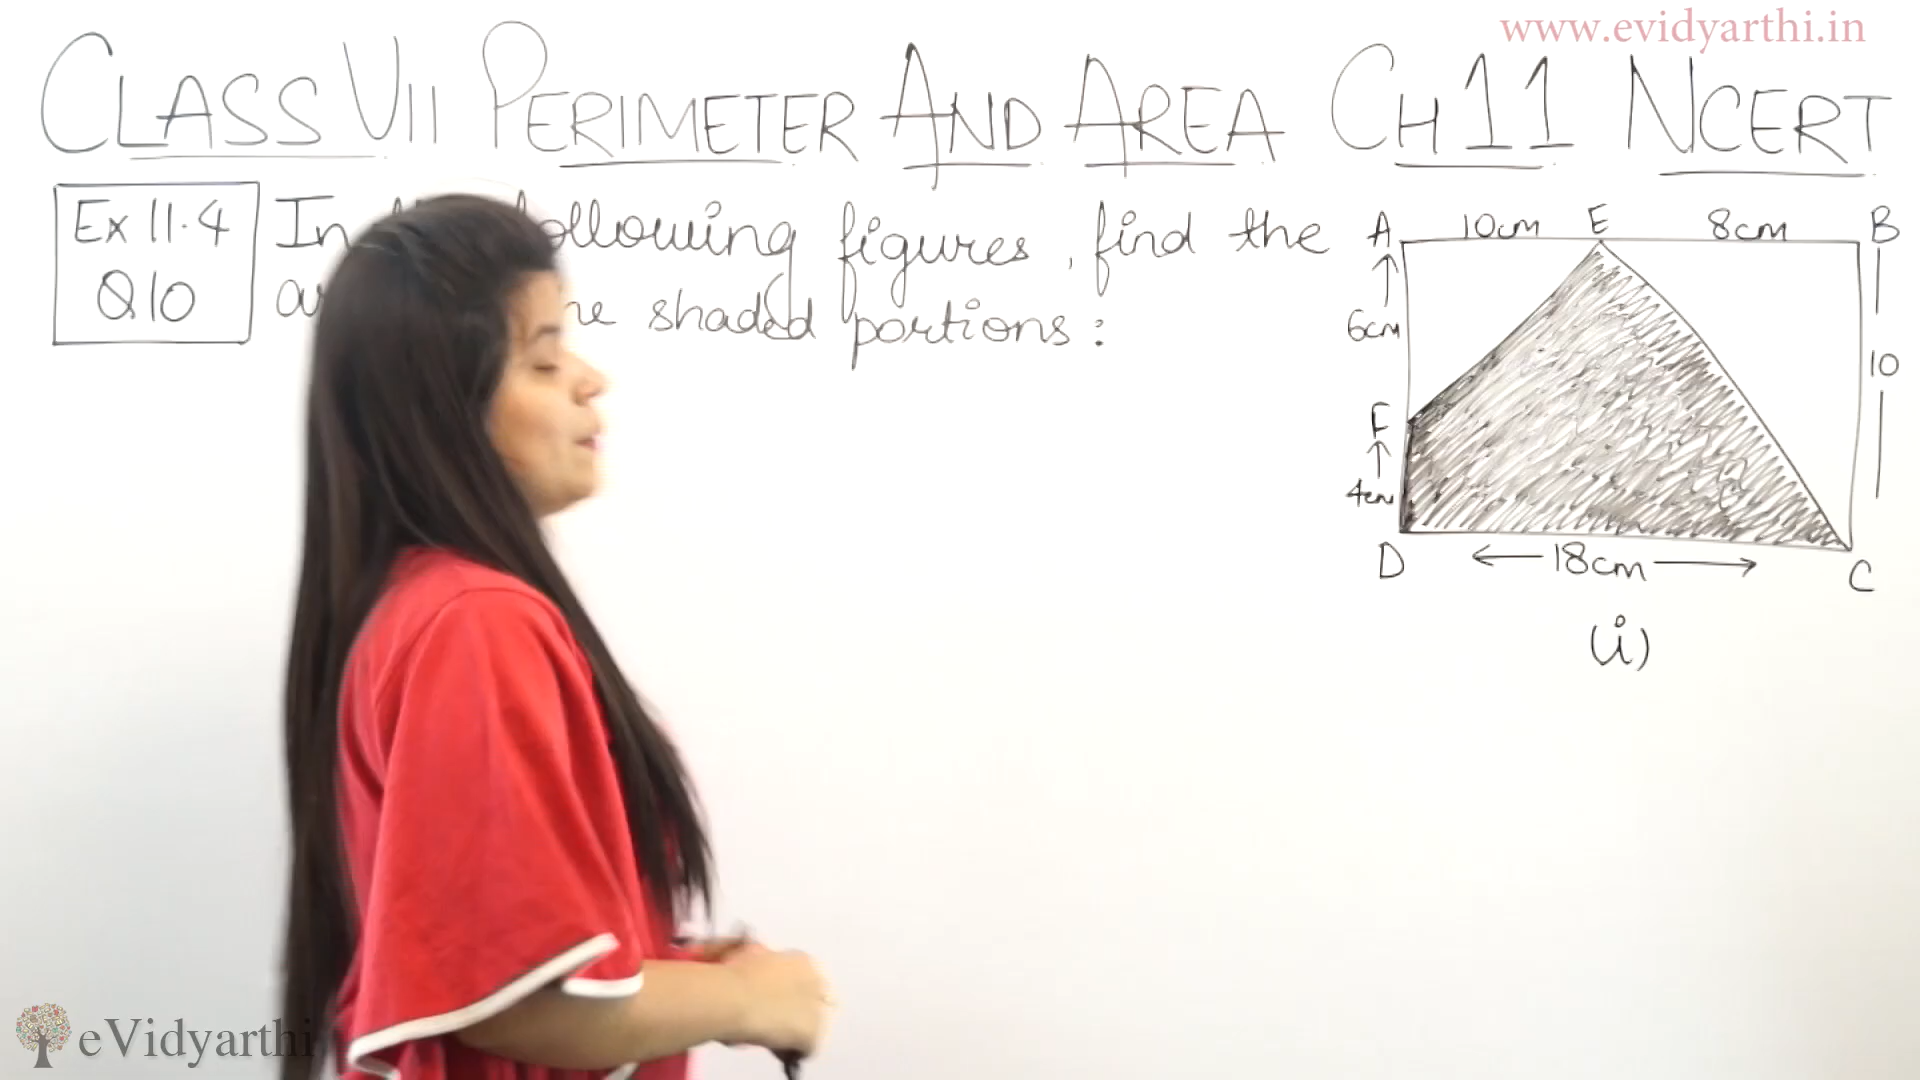 www.evidyarthi.in
CLASS VII PERIMETER AND AREA CH 11 NCERT
Ex 11.4
Q10
In following figures, find the
shaded portions:
A 10cm E 8cm B
6cm
10
F
4cm
D 18cm C
(i)
eVidyarthi